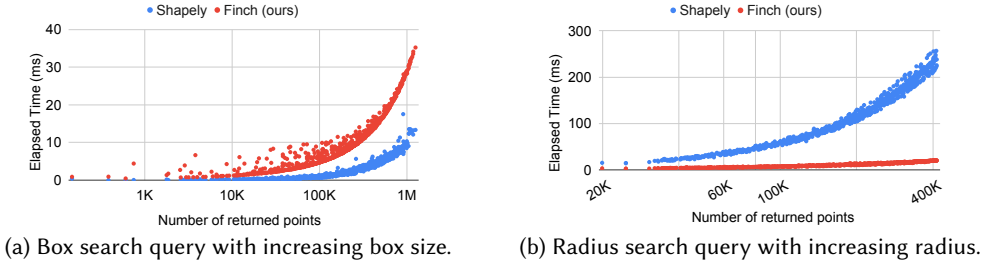 Shapely Finch (ours)
Elapsed Time (ms)
40
30
20
10
0
1K 10K 100K 1M
Number of returned points
(a) Box search query with increasing box size.
Shapely Finch (ours)
Elapsed Time (ms)
300
200
100
0
20K 60K 100K 400K
Number of returned points
(b) Radius search query with increasing radius.